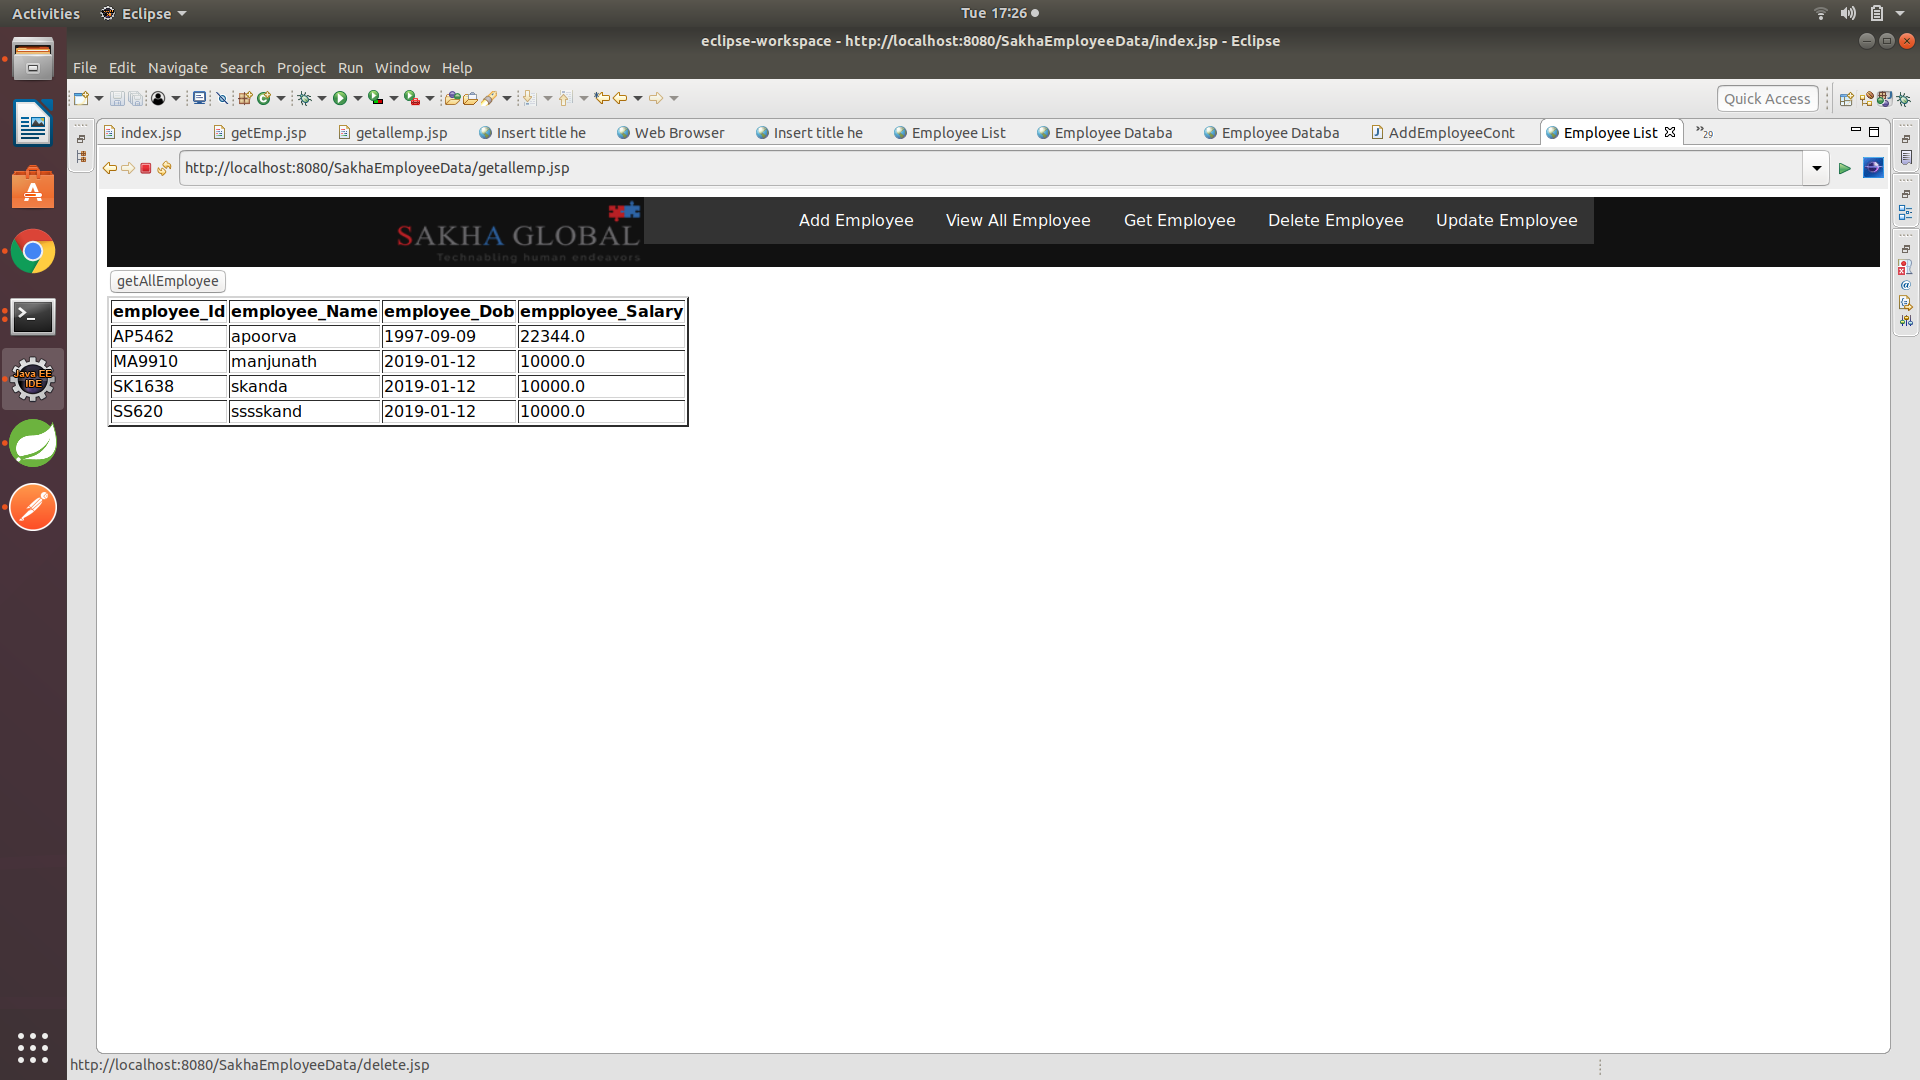 Activities Eclipse Tue 17:26
eclipse-workspace - http://localhost:8080/SakhaEmployeeData/index.jsp - Eclipse
File Edit Navigate Search Project Run Window Help
Quick Access
index.jsp getEmp.jsp getallemp.jsp Insert title he Web Browser Insert title he Employee List Employee Databa Employee Databa AddEmployeeCont Employee List »29
http://localhost:8080/SakhaEmployeeData/getallemp.jsp
SAKHA GLOBAL
Technabling human endeavors
Add Employee View All Employee Get Employee Delete Employee Update Employee
getAllEmployee
employee_Id employee_Name employee_Dob empployee_Salary
AP5462 apoorva 1997-09-09 22344.0
MA9910 manjunath 2019-01-12 10000.0
SK1638 skanda 2019-01-12 10000.0
SS620 sssskand 2019-01-12 10000.0
Java EE
IDE
http://localhost:8080/SakhaEmployeeData/delete.jsp